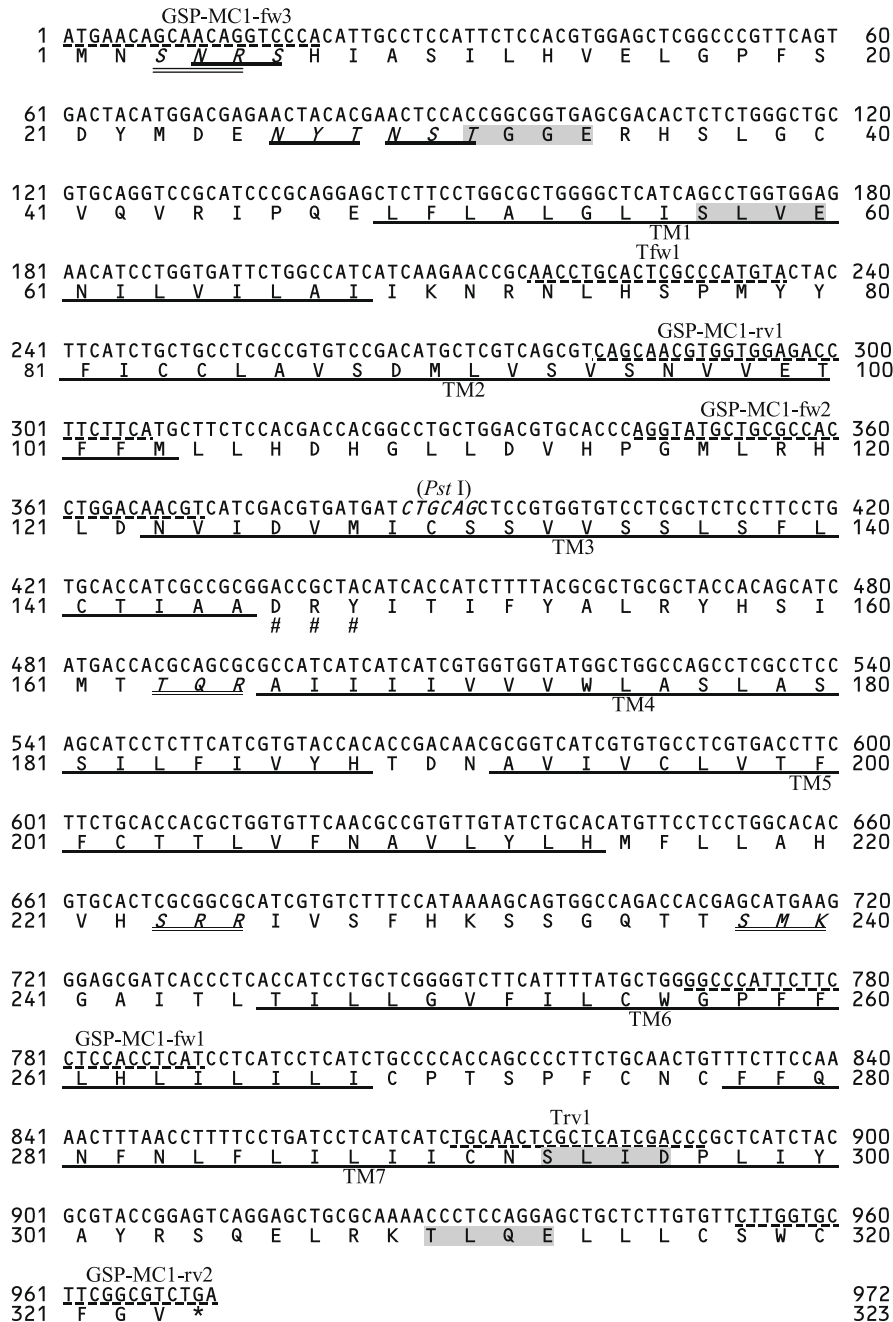 GSP-MC1-fw3
1 ATGAACAGCAACAGGTCCCACATTGCCTCCATTCTCCACGTGGAGCTCGGCCCGTTCAGT 60
1 M N S N R S H I A S I L H V E L G P F S 20
61 GACTACATGGACGAGAACTACACGAACTCCACCGGCGGTGAGCGACACTCTCTGGGCTGC 120
21 D Y M D E N Y T N S T G G E R H S L G C 40
121 GTGCAGGTCCGCATCCCGCAGGAGCTCTTCCTGGCGCTGGGGCTCATCAGCCTGGTGGAG 180
41 V Q V R I P Q E L F L A L G L I S L V E 60
TM1
Tfw1
181 AACATCCTGGTGATTCTGGCCATCATCAAGAACCGCAACCTGCACTCGCCCATGTACTAC 240
61 N I L V I L A I I K N R N L H S P M Y Y 80
GSP-MC1-rv1
241 TTCATCTGCTGCCTCGCCGTGTCCGACATGCTCGTCAGCGTCAGCAACGTGGTGGAGACC 300
81 F I C C L A V S D M L V S V S N V V E T 100
TM2
GSP-MC1-fw2
301 TTCTTCATGCTTCTCCACGACCACGGCCTGCTGGACGTGCACCCAGGTATGCTGCGCCAC 360
101 F F M L L H D H G L L D V H P G M L R H 120
(Pst I)
361 CTGGACAACGTCATCGACGTGATGATCTGCAGCTCCGTGGTGTCCTCGCTCTCCTTCCTG 420
121 L D N V I D V M I C S S V V S S L S F L 140
TM3
421 TGCACCATCGCCGCGGACCGCTACATCACCATCTTTTACGCGCTGCGCTACCACAGCATC 480
141 C T I A A D R Y I T I F Y A L R Y H S I 160
# # #
481 ATGACCACGCAGCGCGCCATCATCATCATCGTGGTGGTATGGCTGGCCAGCCTCGCCTCC 540
161 M T T Q R A I I I I V V V W L A S L A S 180
TM4
541 AGCATCCTCTTCATCGTGTACCACACCGACAACGCGGTCATCGTGTGCCTCGTGACCTTC 600
181 S I L F I V Y H T D N A V I V C L V T F 200
TM5
601 TTCTGCACCACGCTGGTGTTCAACGCCGTGTTGTATCTGCACATGTTCCTCCTGGCACAC 660
201 F C T T L V F N A V L Y L H M F L L A H 220
661 GTGCACTCGCGGCGCATCGTGTCTTTCCATAAAAGCAGTGGCCAGACCACGAGCATGAAG 720
221 V H S R R I V S F H K S S G Q T T S M K 240
721 GGAGCGATCACCCTCACCATCCTGCTCGGGGTCTTCATTTTATGCTGGGGCCCATTCTTC 780
241 G A I T L T I L L G V F I L C W G P F F 260
TM6
GSP-MC1-fw1
781 CTCCACCTCATCCTCATCCTCATCTGCCCCACCAGCCCCTTCTGCAACTGTTTCTTCCAA 840
261 L H L I L I L I C P T S P F C N C F F Q 280
Trv1
841 AACTTTAACCTTTTCCTGATCCTCATCATCTGCAACTCGCTCATCGACCCGCTCATCTAC 900
281 N F N L F L I L I I C N S L I D P L I Y 300
TM7
901 GCGTACCGGAGTCAGGAGCTGCGCAAAACCCTCCAGGAGCTGCTCTTGTGTTCTTGGTGC 960
301 A Y R S Q E L R K T L Q E L L L C S W C 320
GSP-MC1-rv2
961 TTCGGCGTCTGA 972
321 F G V * 323